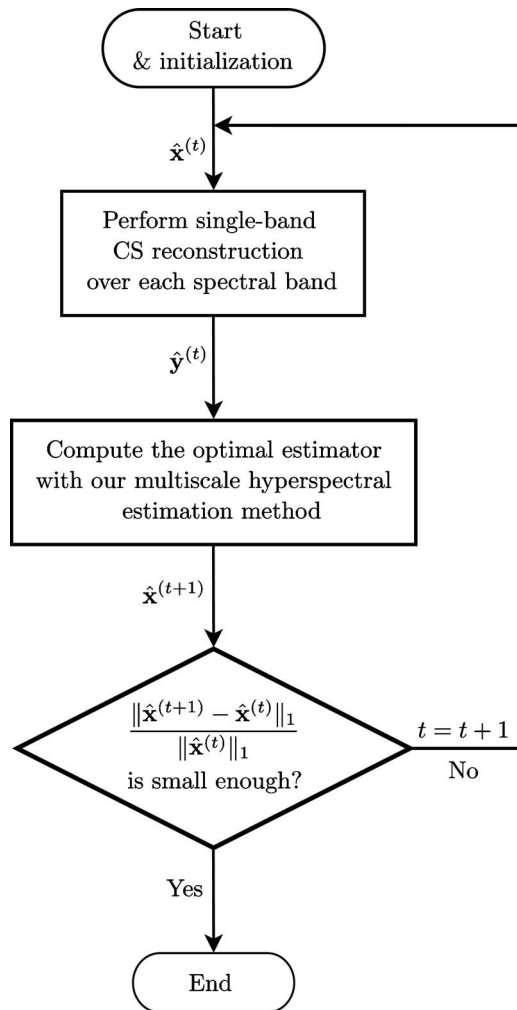 Start
& initialization
x̂^(t)
Perform single-band
CS reconstruction
over each spectral band
ŷ^(t)
Compute the optimal estimator
with our multiscale hyperspectral
estimation method
x̂^(t+1)
‖x̂^(t+1) − x̂^(t)‖₁
‖x̂^(t)‖₁
is small enough?
t = t + 1
No
Yes
End